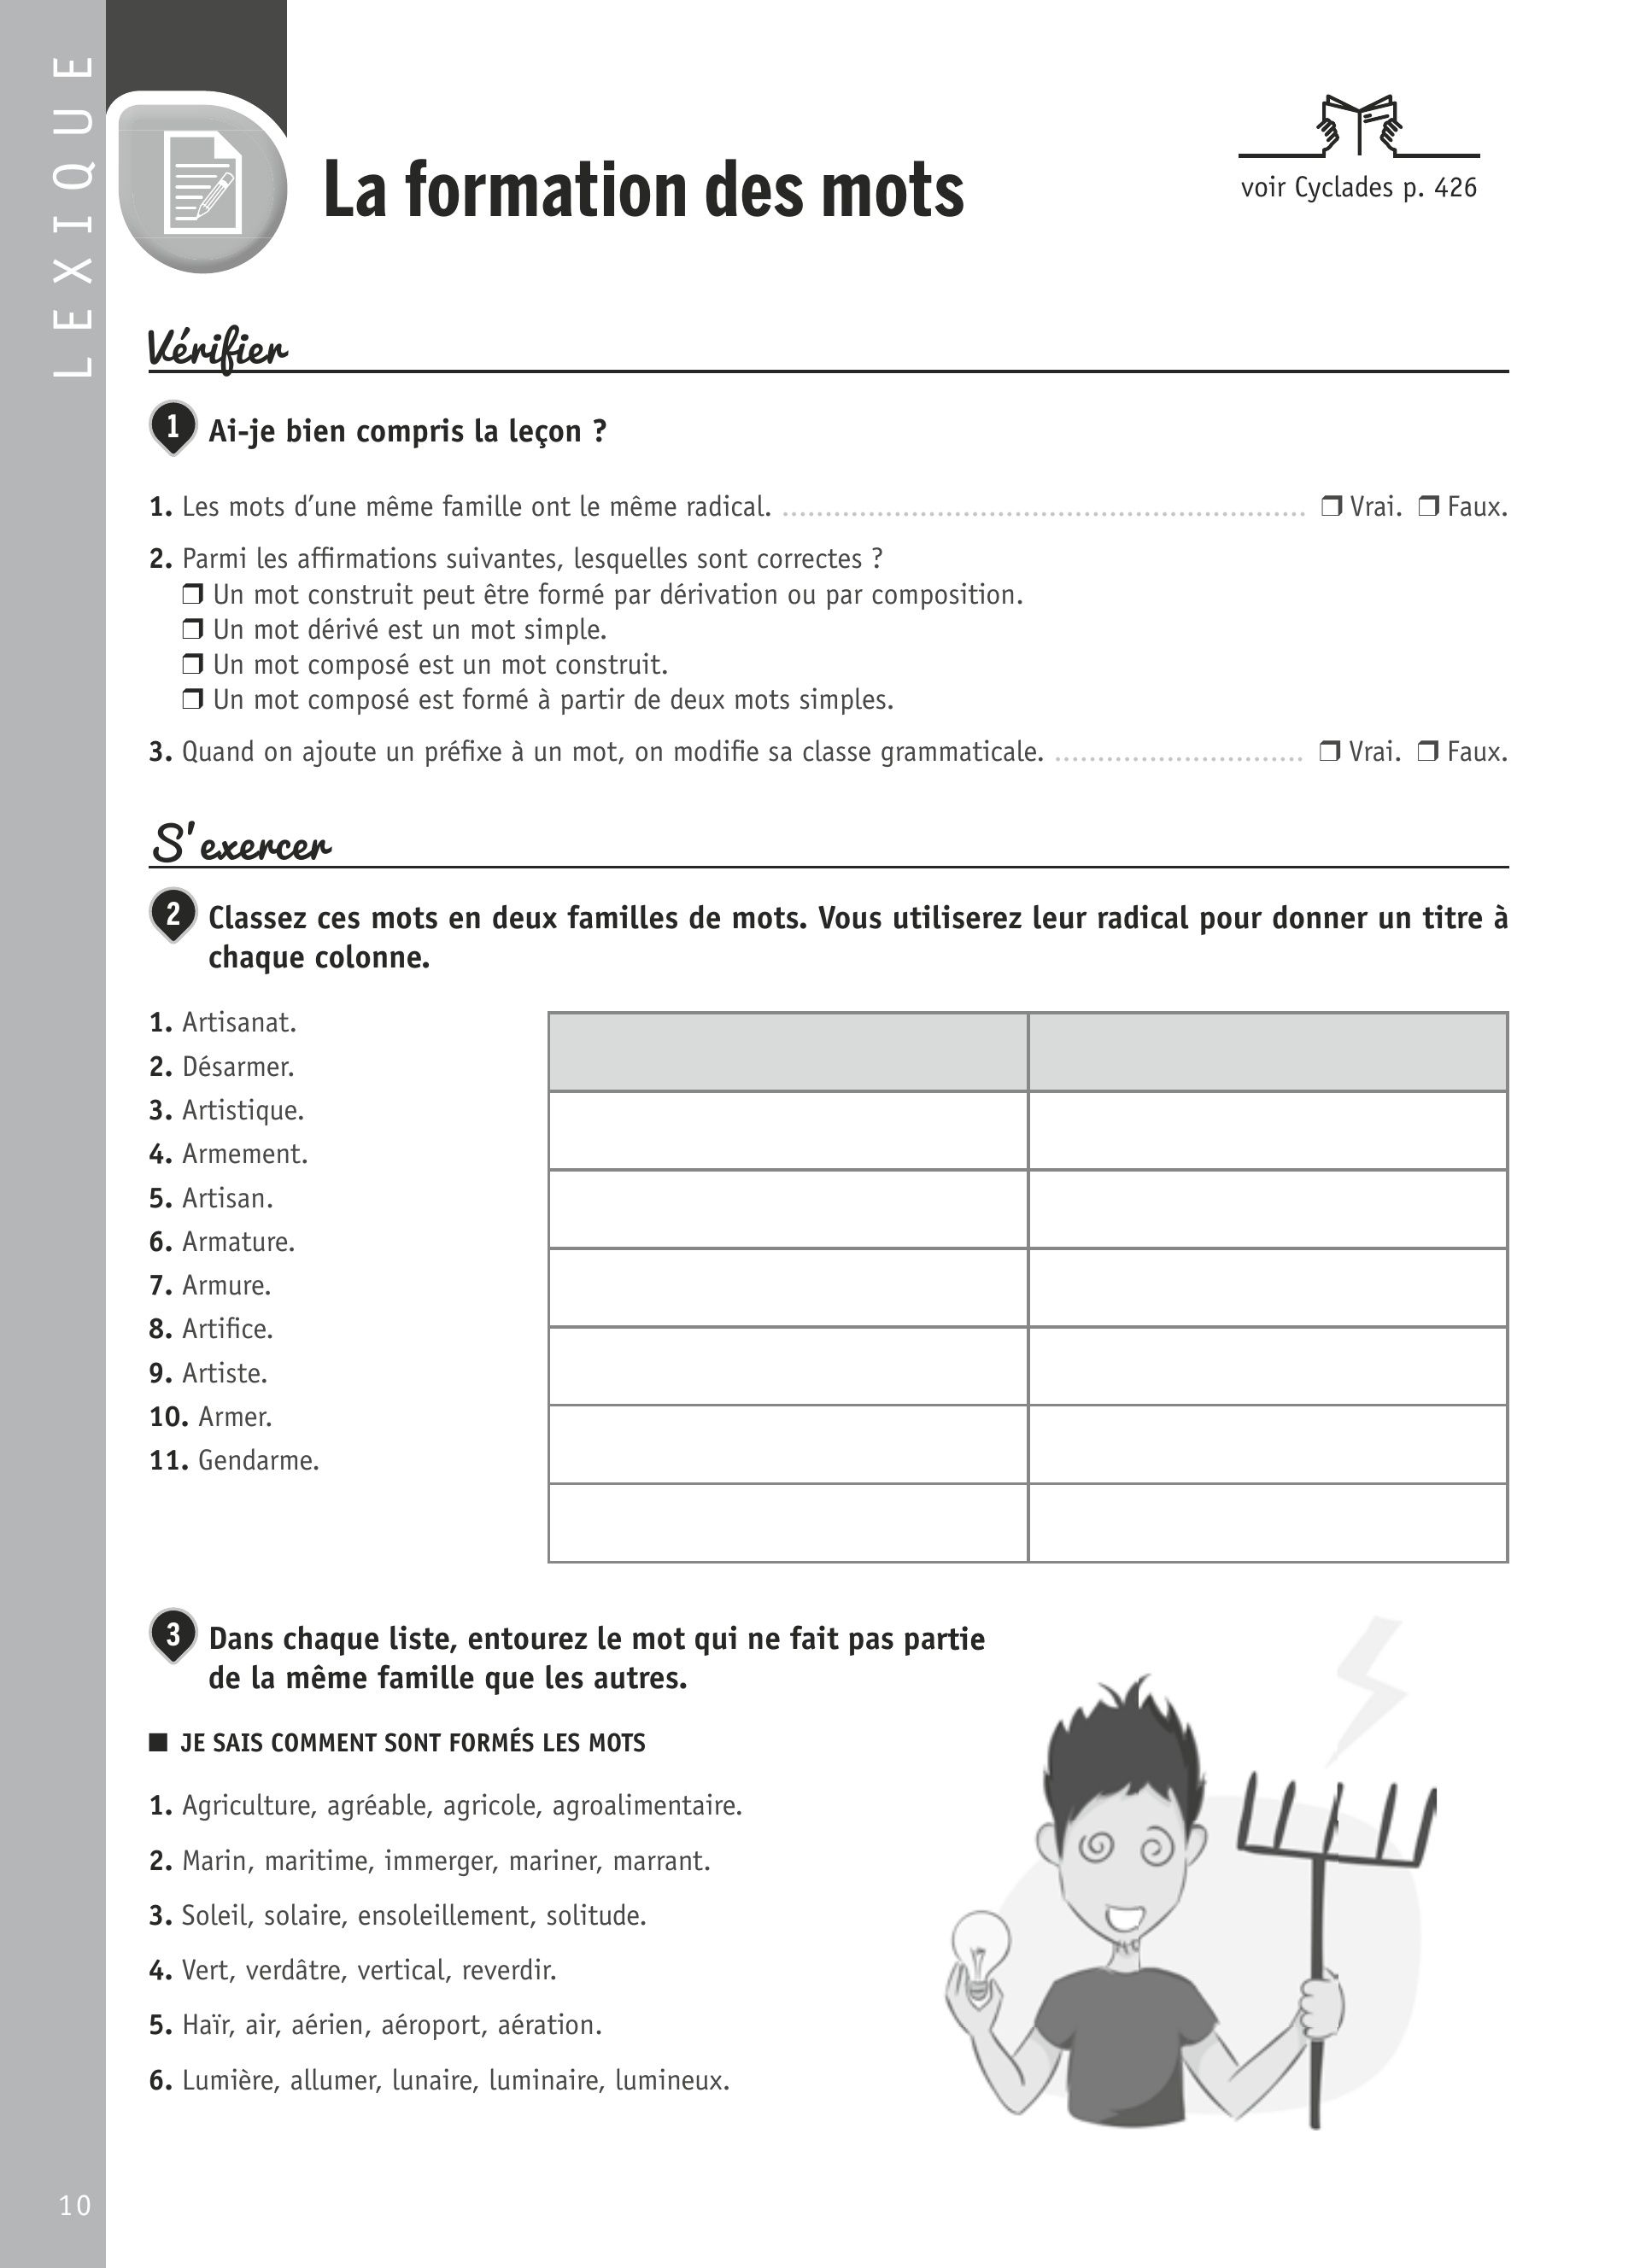 LEXIQUE
La formation des mots
voir Cyclades p. 426
Vérifier
1 Ai-je bien compris la leçon ?
1. Les mots d’une même famille ont le même radical. ............................................................. ❒ Vrai. ❒ Faux.
2. Parmi les affirmations suivantes, lesquelles sont correctes ?
❒ Un mot construit peut être formé par dérivation ou par composition.
❒ Un mot dérivé est un mot simple.
❒ Un mot composé est un mot construit.
❒ Un mot composé est formé à partir de deux mots simples.
3. Quand on ajoute un préfixe à un mot, on modifie sa classe grammaticale. ............................. ❒ Vrai. ❒ Faux.
S’exercer
2 Classez ces mots en deux familles de mots. Vous utiliserez leur radical pour donner un titre à
chaque colonne.
1. Artisanat.
2. Désarmer.
3. Artistique.
4. Armement.
5. Artisan.
6. Armature.
7. Armure.
8. Artifice.
9. Artiste.
10. Armer.
11. Gendarme.
3 Dans chaque liste, entourez le mot qui ne fait pas partie
de la même famille que les autres.
■ JE SAIS COMMENT SONT FORMÉS LES MOTS
1. Agriculture, agréable, agricole, agroalimentaire.
2. Marin, maritime, immerger, mariner, marrant.
3. Soleil, solaire, ensoleillement, solitude.
4. Vert, verdâtre, vertical, reverdir.
5. Haïr, air, aérien, aéroport, aération.
6. Lumière, allumer, lunaire, luminaire, lumineux.
10